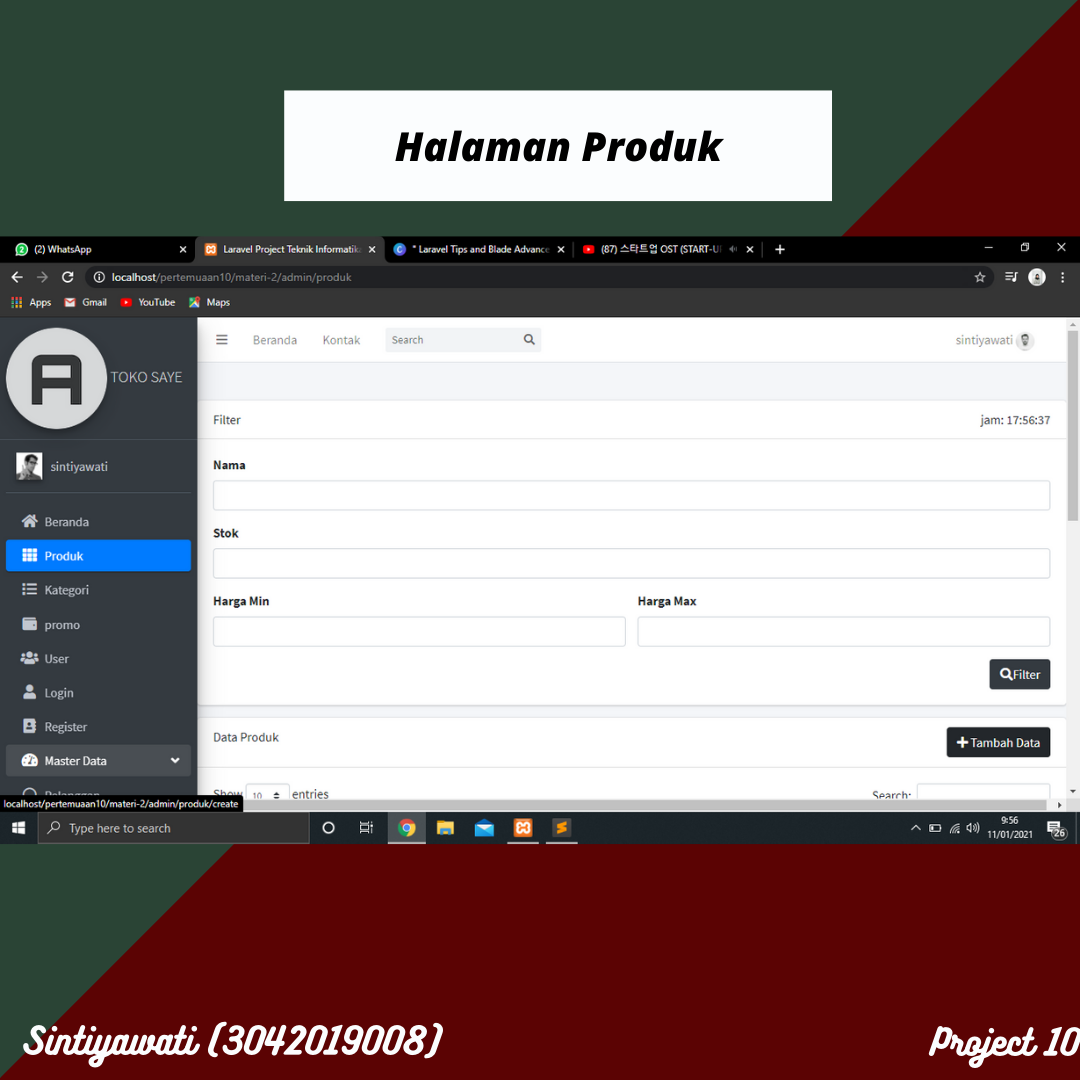 Halaman Produk
(2) WhatsApp
Laravel Project Teknik Informatika
* Laravel Tips and Blade Advance
(87) 스타트업 OST (START-U
localhost/pertemuaan10/materi-2/admin/produk
Apps Gmail YouTube Maps
TOKO SAYE
Beranda Kontak Search sintiyawati
Filter jam: 17:56:37
sintiyawati
Nama
Beranda
Stok
Produk
Kategori
Harga Min Harga Max
promo
User
Filter
Login
Register
Data Produk Tambah Data
Master Data
Pelanggan
Show 10 entries Search:
localhost/pertemuaan10/materi-2/admin/produk/create
Type here to search
9:56
11/01/2021
26
Sintiyawati (3042019008)
Project 10